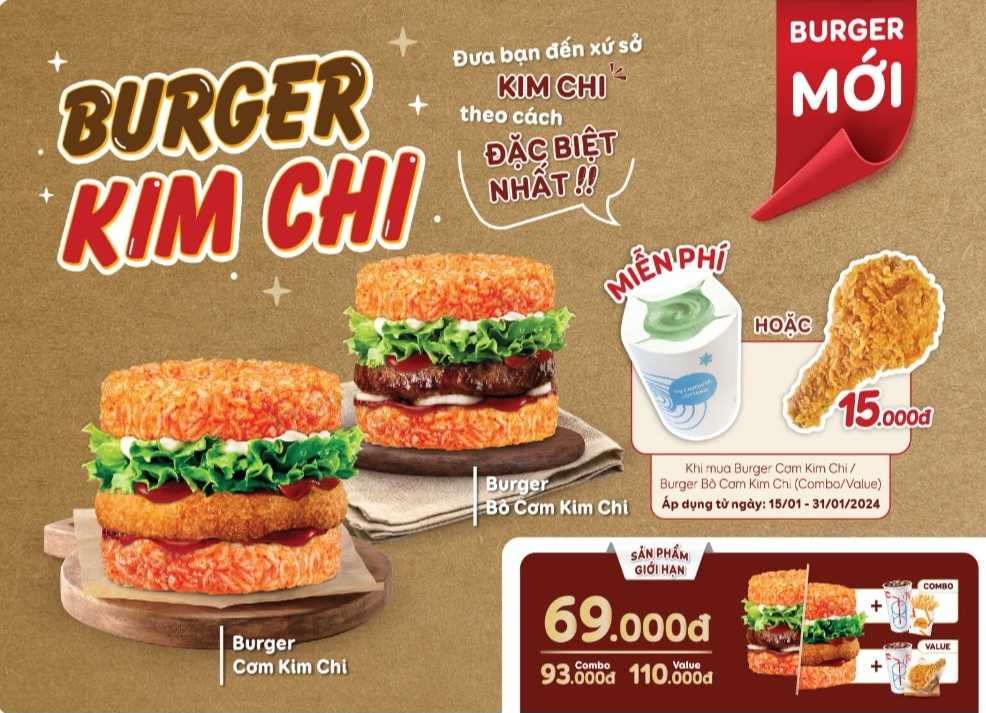 BURGER
KIM CHI
Đưa bạn đến xứ sở
KIM CHI
theo cách
ĐẶC BIỆT
NHẤT !!
BURGER
MỚI
MIỄN PHÍ
HOẶC
15.000đ
Khi mua Burger Cơm Kim Chi /
Burger Bò Cơm Kim Chi (Combo/Value)
Áp dụng từ ngày: 15/01 - 31/01/2024
Burger
Bò Cơm Kim Chi
Burger
Cơm Kim Chi
SẢN PHẨM
GIỚI HẠN
69.000đ
Combo
93.000đ
Value
110.000đ
+
COMBO
+
VALUE